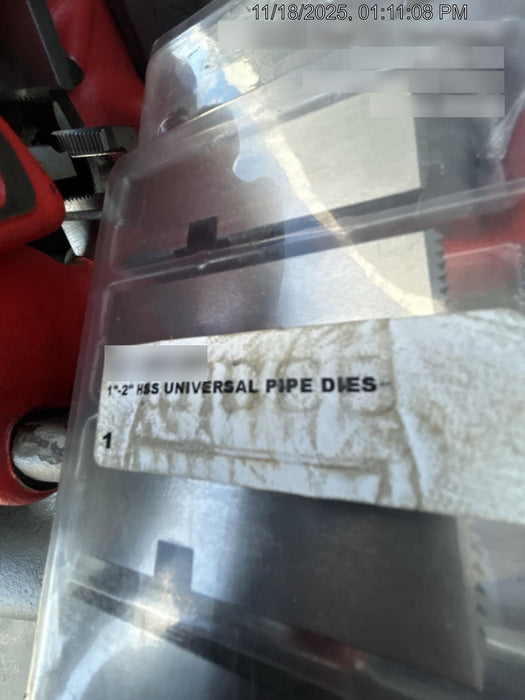 11/18/2025, 01:11:08 PM
1"-2" HSS UNIVERSAL PIPE DIES
1